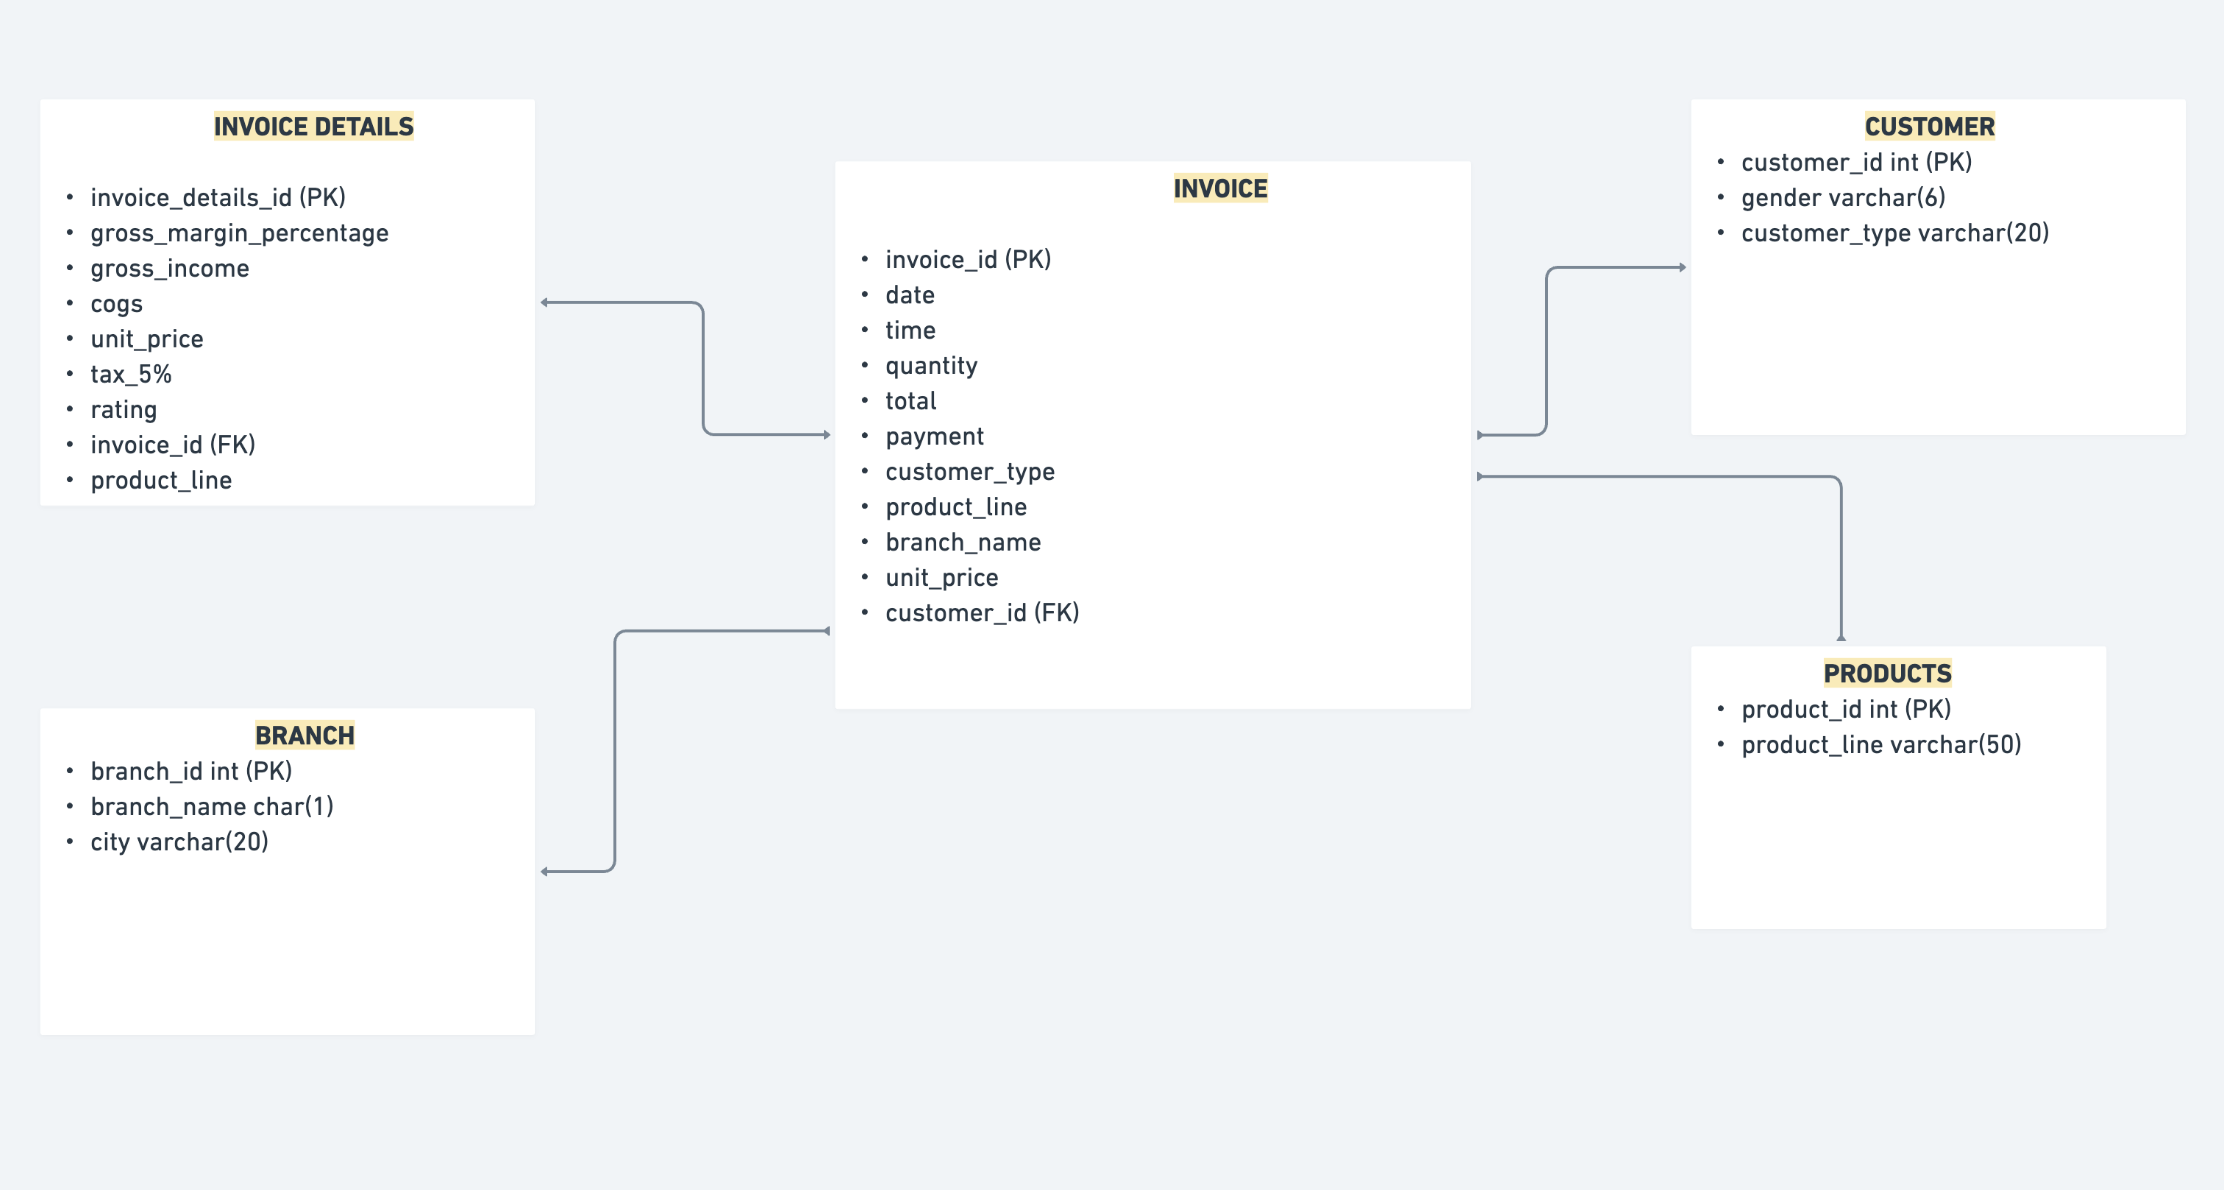 INVOICE DETAILS
• invoice_details_id (PK)
• gross_margin_percentage
• gross_income
• cogs
• unit_price
• tax_5%
• rating
• invoice_id (FK)
• product_line
INVOICE
• invoice_id (PK)
• date
• time
• quantity
• total
• payment
• customer_type
• product_line
• branch_name
• unit_price
• customer_id (FK)
CUSTOMER
• customer_id int (PK)
• gender varchar(6)
• customer_type varchar(20)
BRANCH
• branch_id int (PK)
• branch_name char(1)
• city varchar(20)
PRODUCTS
• product_id int (PK)
• product_line varchar(50)